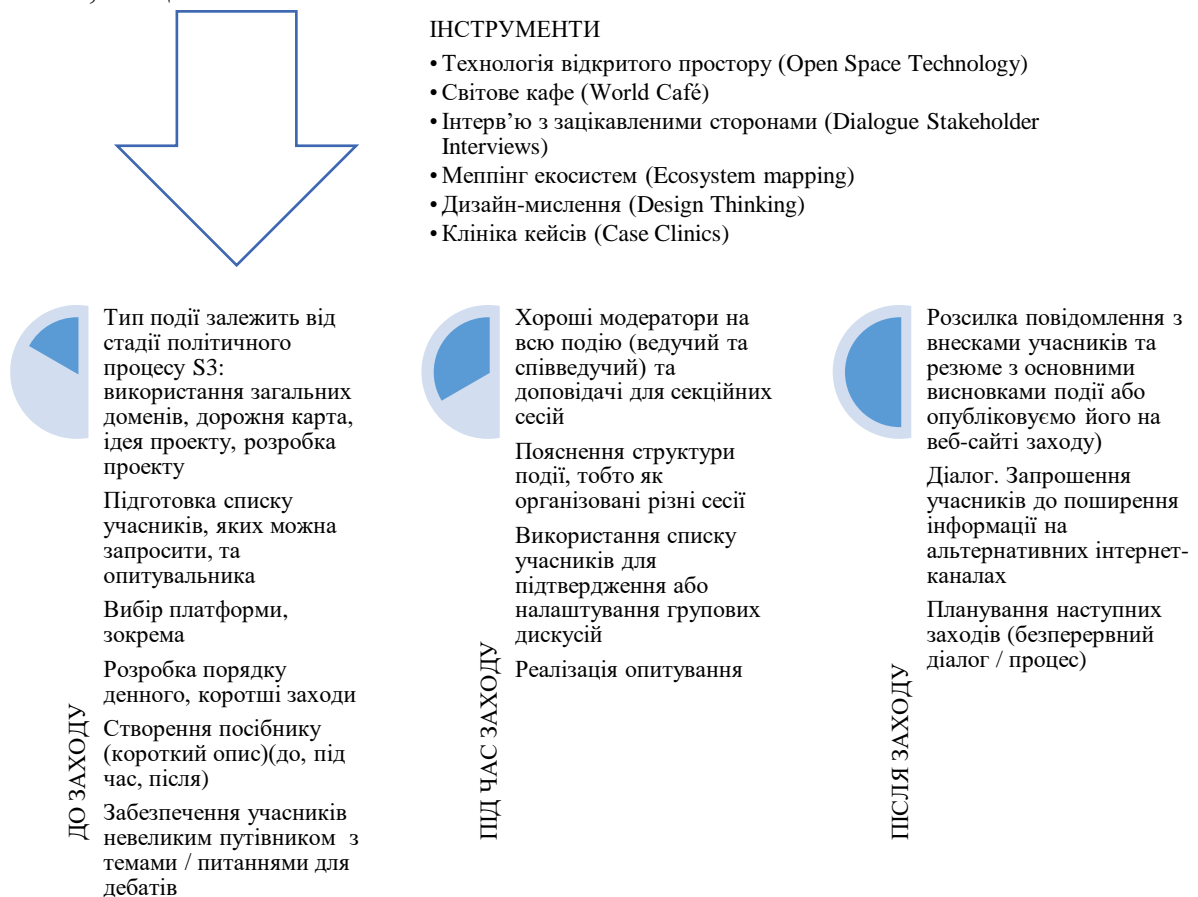 ІНСТРУМЕНТИ
• Технологія відкритого простору (Open Space Technology)
• Світове кафе (World Café)
• Інтерв’ю з зацікавленими сторонами (Dialogue Stakeholder
Interviews)
• Меппінг екосистем (Ecosystem mapping)
• Дизайн-мислення (Design Thinking)
• Клініка кейсів (Case Clinics)
ДО ЗАХОДУ
Тип події залежить від
стадії політичного
процесу S3:
використання загальних
доменів, дорожня карта,
ідея проекту, розробка
проекту
Підготовка списку
учасників, яких можна
запросити, та
опитувальника
Вибір платформи,
зокрема
Розробка порядку
денного, коротші заходи
Створення посібнику
(короткий опис)(до, під
час, після)
Забезпечення учасників
невеликим путівником з
темами / питаннями для
дебатів
ПІД ЧАС ЗАХОДУ
Хороші модератори на
всю подію (ведучий та
співведучий) та
доповідачі для секційних
сесій
Пояснення структури
події, тобто як
організовані різні сесії
Використання списку
учасників для
підтвердження або
налаштування групових
дискусій
Реалізація опитування
ПІСЛЯ ЗАХОДУ
Розсилка повідомлення з
внесками учасників та
резюме з основними
висновками події або
опубліковуємо його на
веб-сайті заходу)
Діалог. Запрошення
учасників до поширення
інформації на
альтернативних інтернет-
каналах
Планування наступних
заходів (безперервний
діалог / процес)